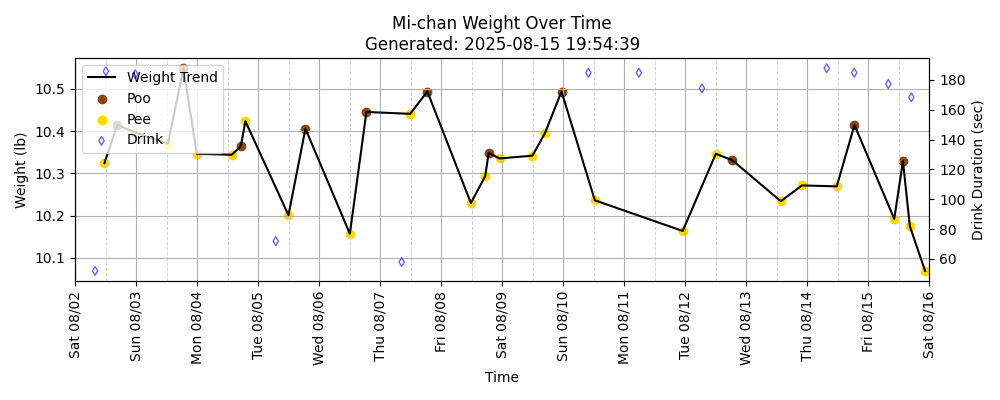 Mi-chan Weight Over Time
Generated: 2025-08-15 19:54:39
Weight Trend
Poo
Pee
Drink
Weight (lb)
10.5
10.4
10.3
10.2
10.1
180
160
140
120
100
80
60
Drink Duration (sec)
Sat 08/02
Sun 08/03
Mon 08/04
Tue 08/05
Wed 08/06
Thu 08/07
Fri 08/08
Sat 08/09
Sun 08/10
Mon 08/11
Tue 08/12
Wed 08/13
Thu 08/14
Fri 08/15
Sat 08/16
Time